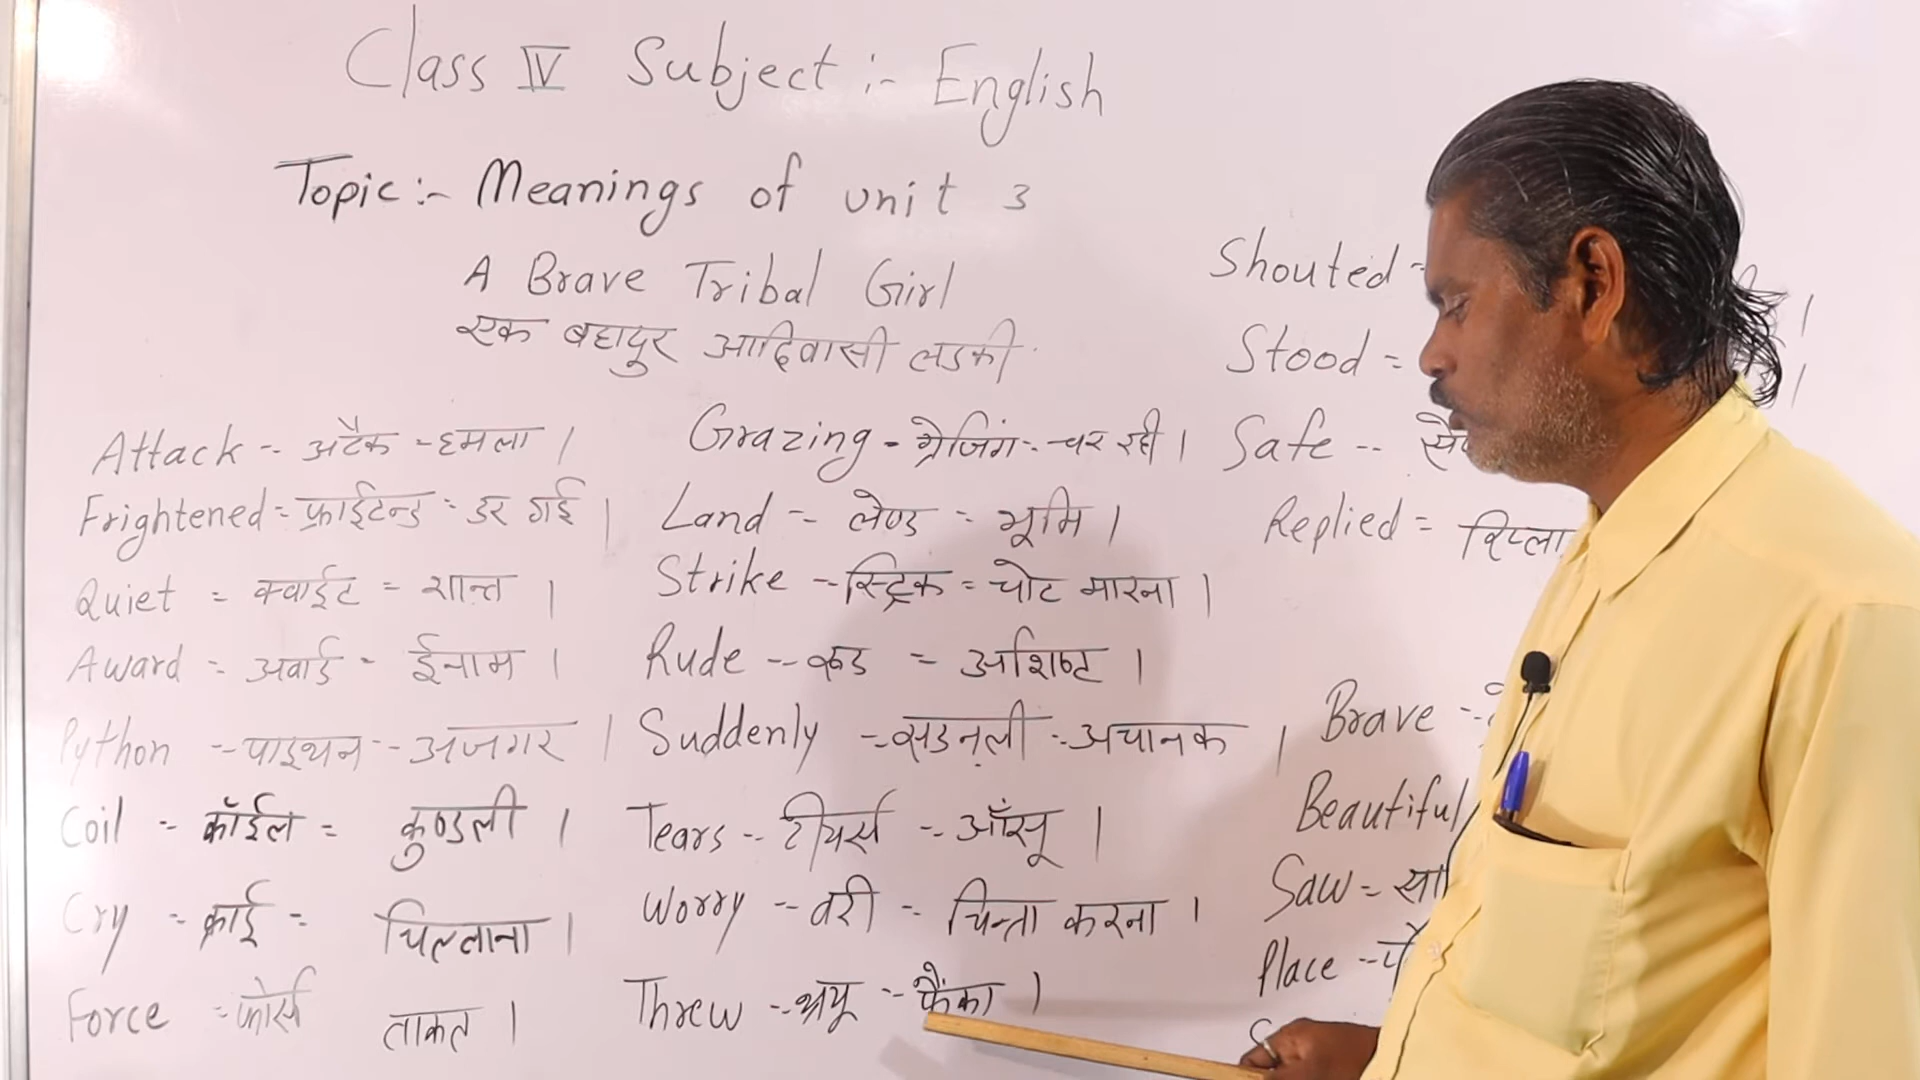 Class IV Subject :- English
Topic :- Meanings of unit 3
A Brave Tribal Girl
एक बहादुर आदिवासी लडकी
Attack -- अटैक - हमला ।
Frightened = फ्राईटन्ड = डर गई ।
Quiet = क्वाईट = शान्त ।
Award = अवार्ड - ईनाम ।
Python -- पाइथन -- अजगर ।
Coil - कॉईल = कुण्डली ।
Cry = क्राई = चिल्लाना ।
Force = फोर्स ताकत ।
Grazing - ग्रेजिंग - चर रही ।
Land -- लेण्ड = भूमि ।
Strike -- स्ट्रिक = चोट मारना ।
Rude -- रूड = अशिष्ट ।
Suddenly -- सडनली - अचानक ।
Tears -- टीयर्स -- आँसू ।
Worry -- वरी -- चिन्ता करना ।
Threw -- थ्रयू -- फैंका ।
Shouted =
Stood =
Safe --
Replied = रिप्ला
Brave --
Beautiful
Saw = सा
Place --